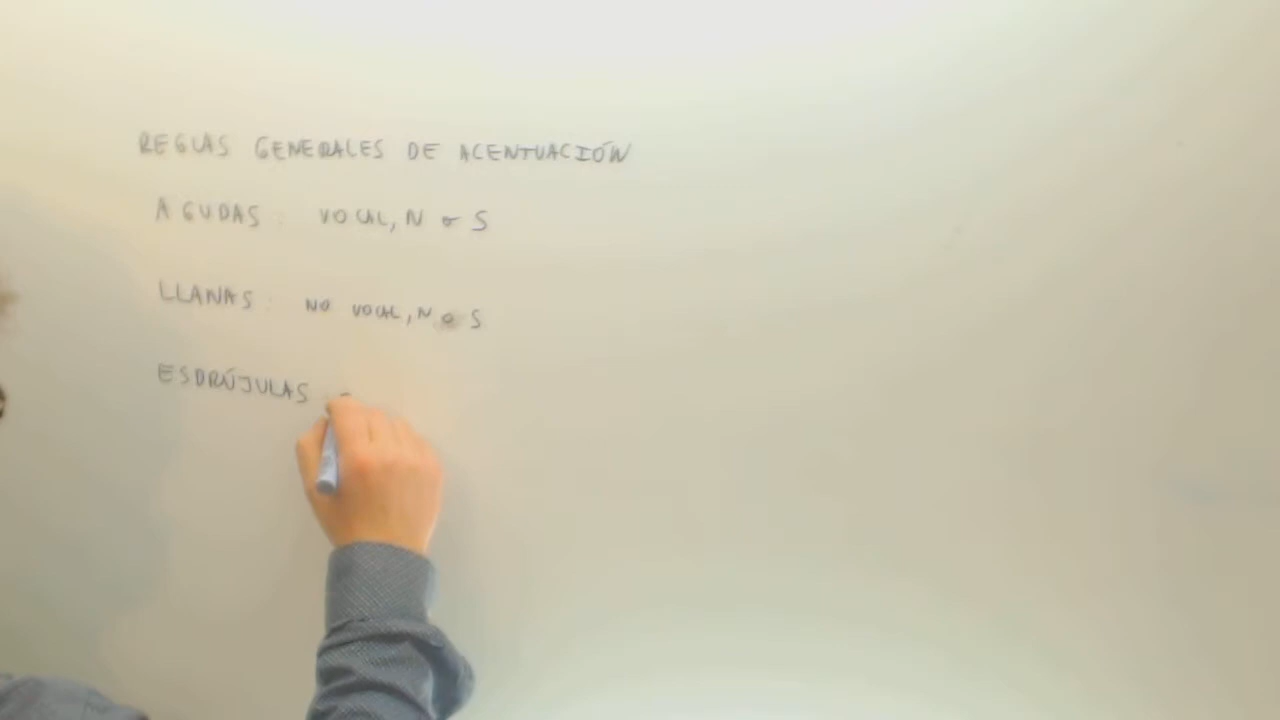 REGLAS GENERALES DE ACENTUACIÓN
AGUDAS: VOCAL, N o S
LLANAS: NO VOCAL, N o S
ESDRÚJULAS